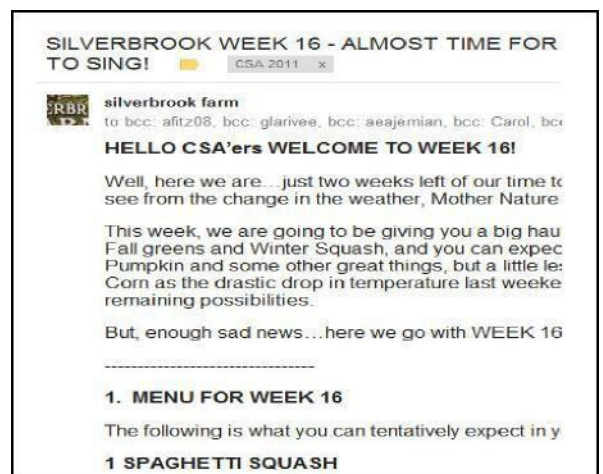 SILVERBROOK WEEK 16 - ALMOST TIME FOR
TO SING!
CSA 2011 x
RBR
silverbrook farm
to bcc: afitz08, bcc: glarivee, bcc: aeajemian, bcc: Carol, bcc
HELLO CSA'ers WELCOME TO WEEK 16!
Well, here we are...just two weeks left of our time to
see from the change in the weather, Mother Nature
This week, we are going to be giving you a big hau
Fall greens and Winter Squash, and you can expec
Pumpkin and some other great things, but a little les
Corn as the drastic drop in temperature last weeke
remaining possibilities.
But, enough sad news...here we go with WEEK 16
--------------------------------
1. MENU FOR WEEK 16
The following is what you can tentatively expect in y
1 SPAGHETTI SQUASH